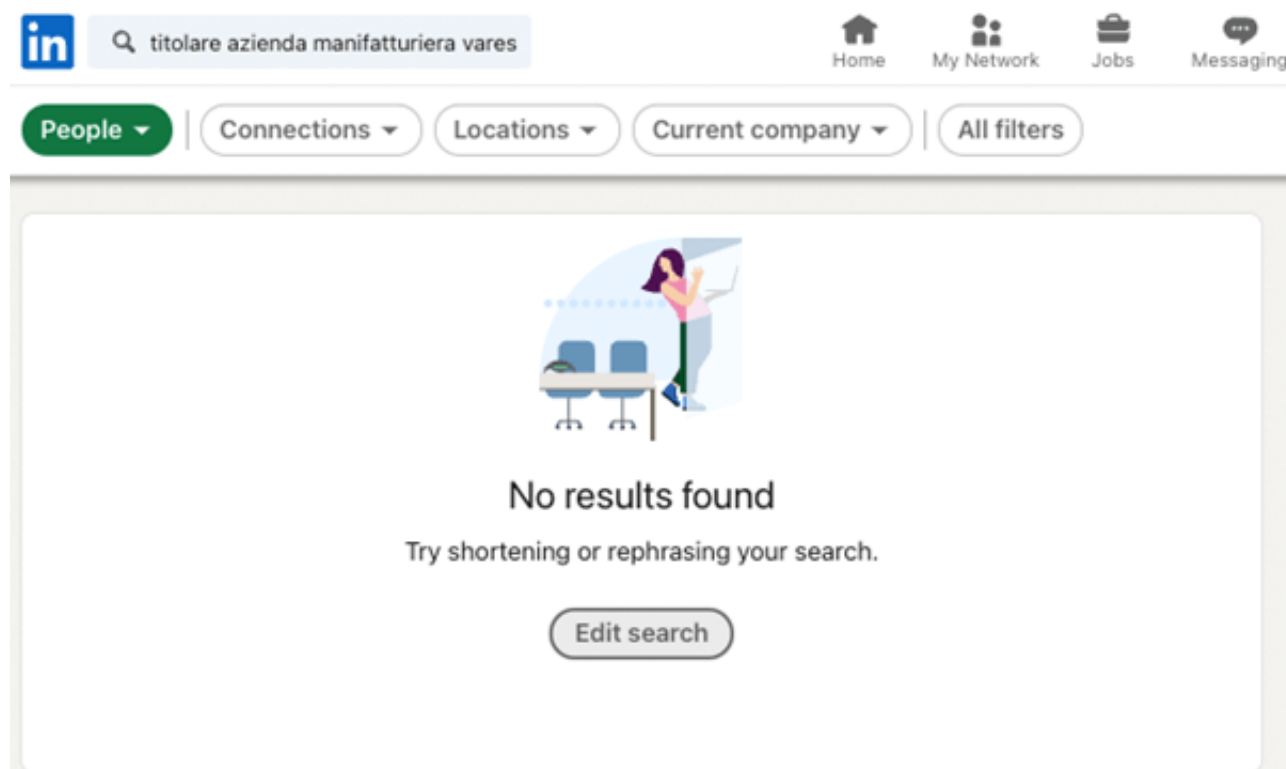 in titolare azienda manifatturiera vares
Home My Network Jobs Messaging
People Connections Locations Current company All filters
No results found
Try shortening or rephrasing your search.
Edit search